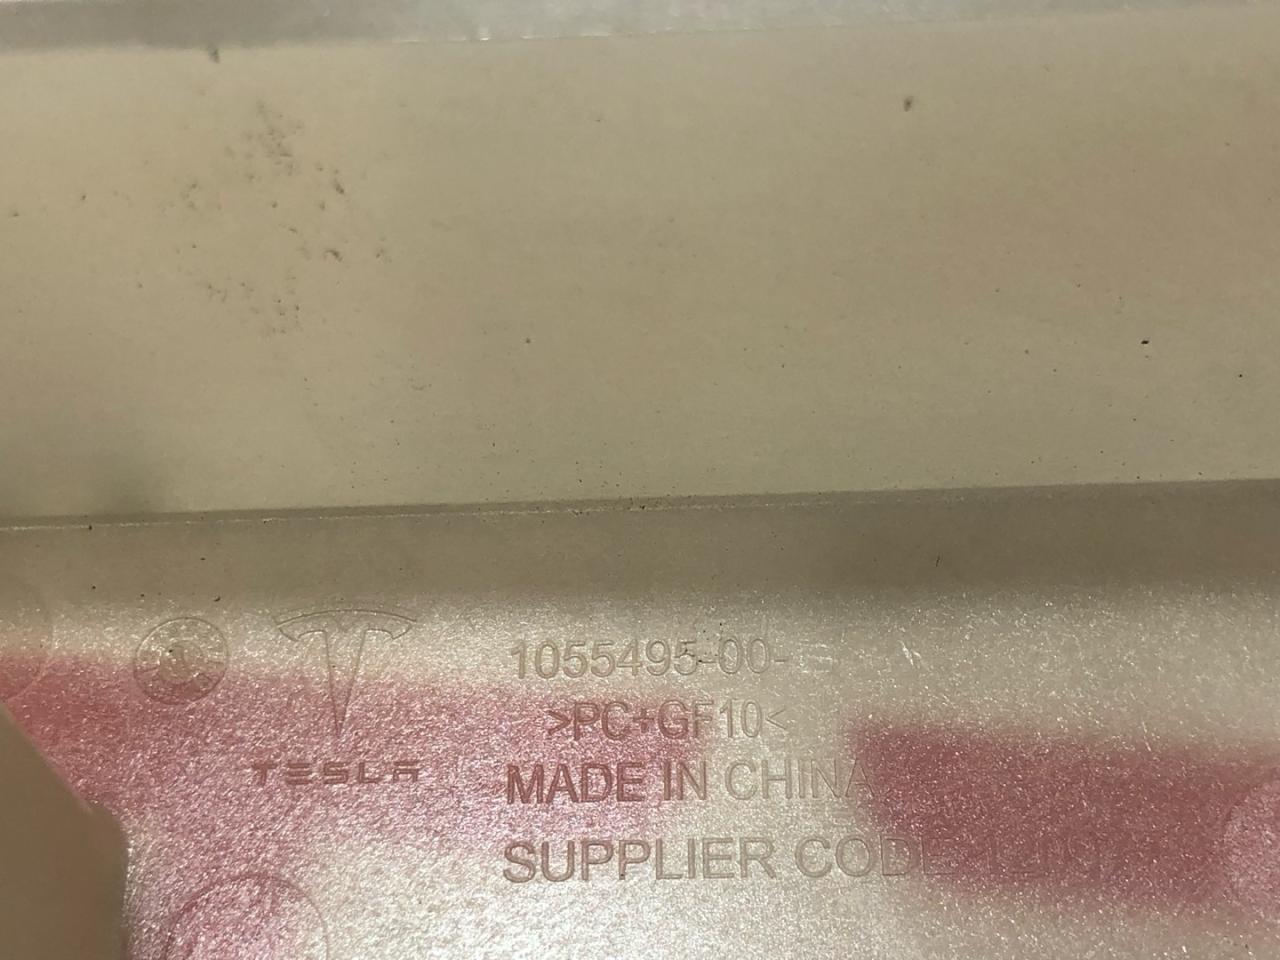 1055495-00-
>PC+GF10<
TESLA
MADE IN CHINA
SUPPLIER CODE